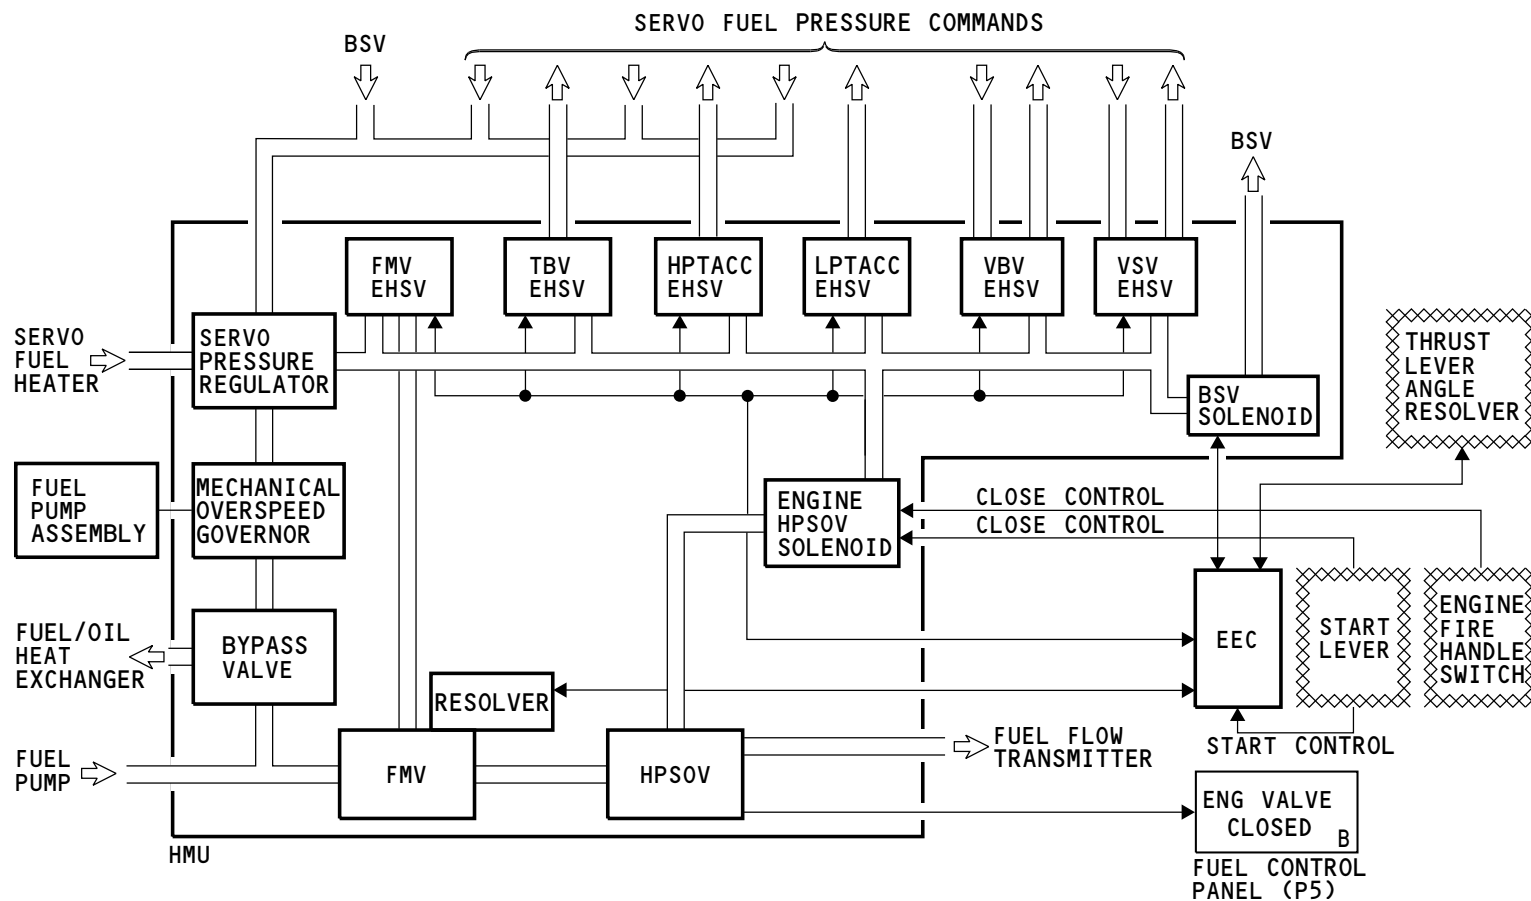 SERVO FUEL PRESSURE COMMANDS
BSV
BSV
FMV
EHSV
TBV
EHSV
HPTACC
EHSV
LPTACC
EHSV
VBV
EHSV
VSV
EHSV
SERVO
FUEL
HEATER
SERVO
PRESSURE
REGULATOR
THRUST
LEVER
ANGLE
RESOLVER
BSV
SOLENOID
FUEL
PUMP
ASSEMBLY
MECHANICAL
OVERSPEED
GOVERNOR
ENGINE
HPSOV
SOLENOID
CLOSE CONTROL
CLOSE CONTROL
FUEL/OIL
HEAT
EXCHANGER
BYPASS
VALVE
EEC
START
LEVER
ENGINE
FIRE
HANDLE
SWITCH
RESOLVER
START CONTROL
FUEL
PUMP
FMV
HPSOV
FUEL FLOW
TRANSMITTER
ENG VALVE
CLOSED
B
HMU
FUEL CONTROL
PANEL (P5)